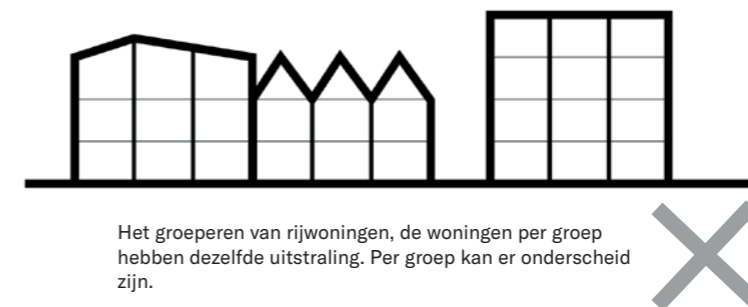 Het groeperen van rijwoningen, de woningen per groep
hebben dezelfde uitstraling. Per groep kan er onderscheid
zijn.